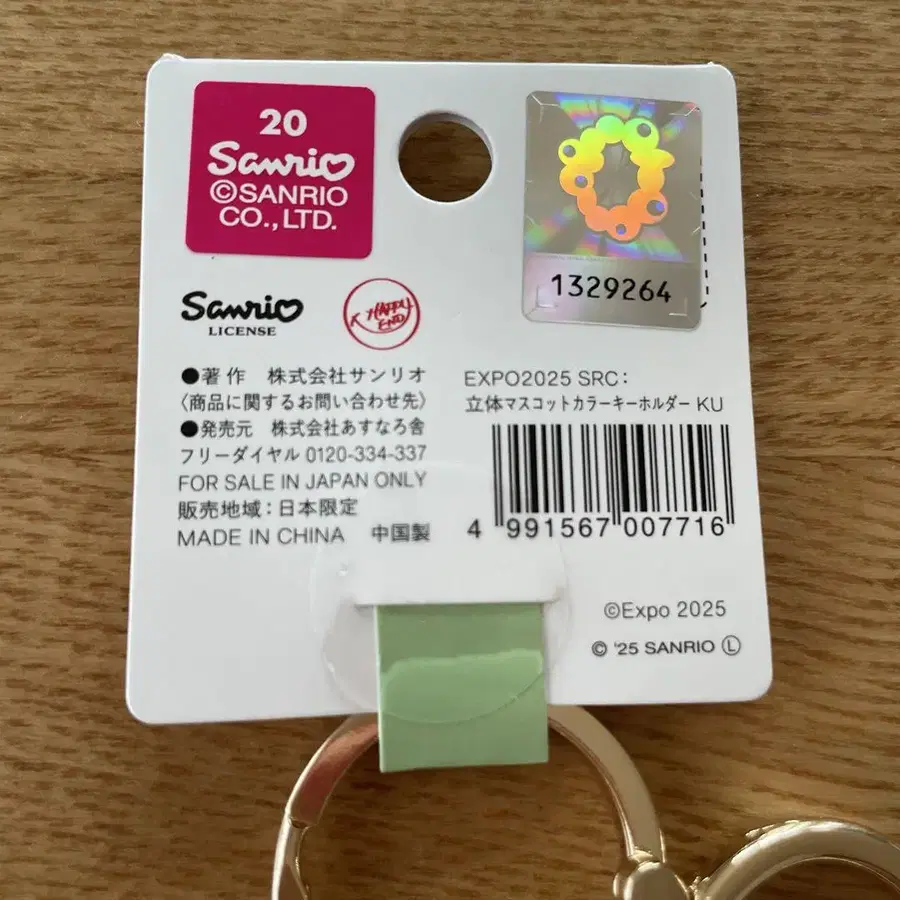 20
Sanrio
©SANRIO
CO.,LTD.
Sanrio
LICENSE
HAPPY
END
1329264
●著作 株式会社サンリオ
〈商品に関するお問い合わせ先〉
●発売元 株式会社あすなろ舎
フリーダイヤル 0120-334-337
FOR SALE IN JAPAN ONLY
販売地域：日本限定
MADE IN CHINA 中国製
EXPO2025 SRC：
立体マスコットカラーキーホルダー KU
4 991567 007716
©Expo 2025
© '25 SANRIO Ⓛ